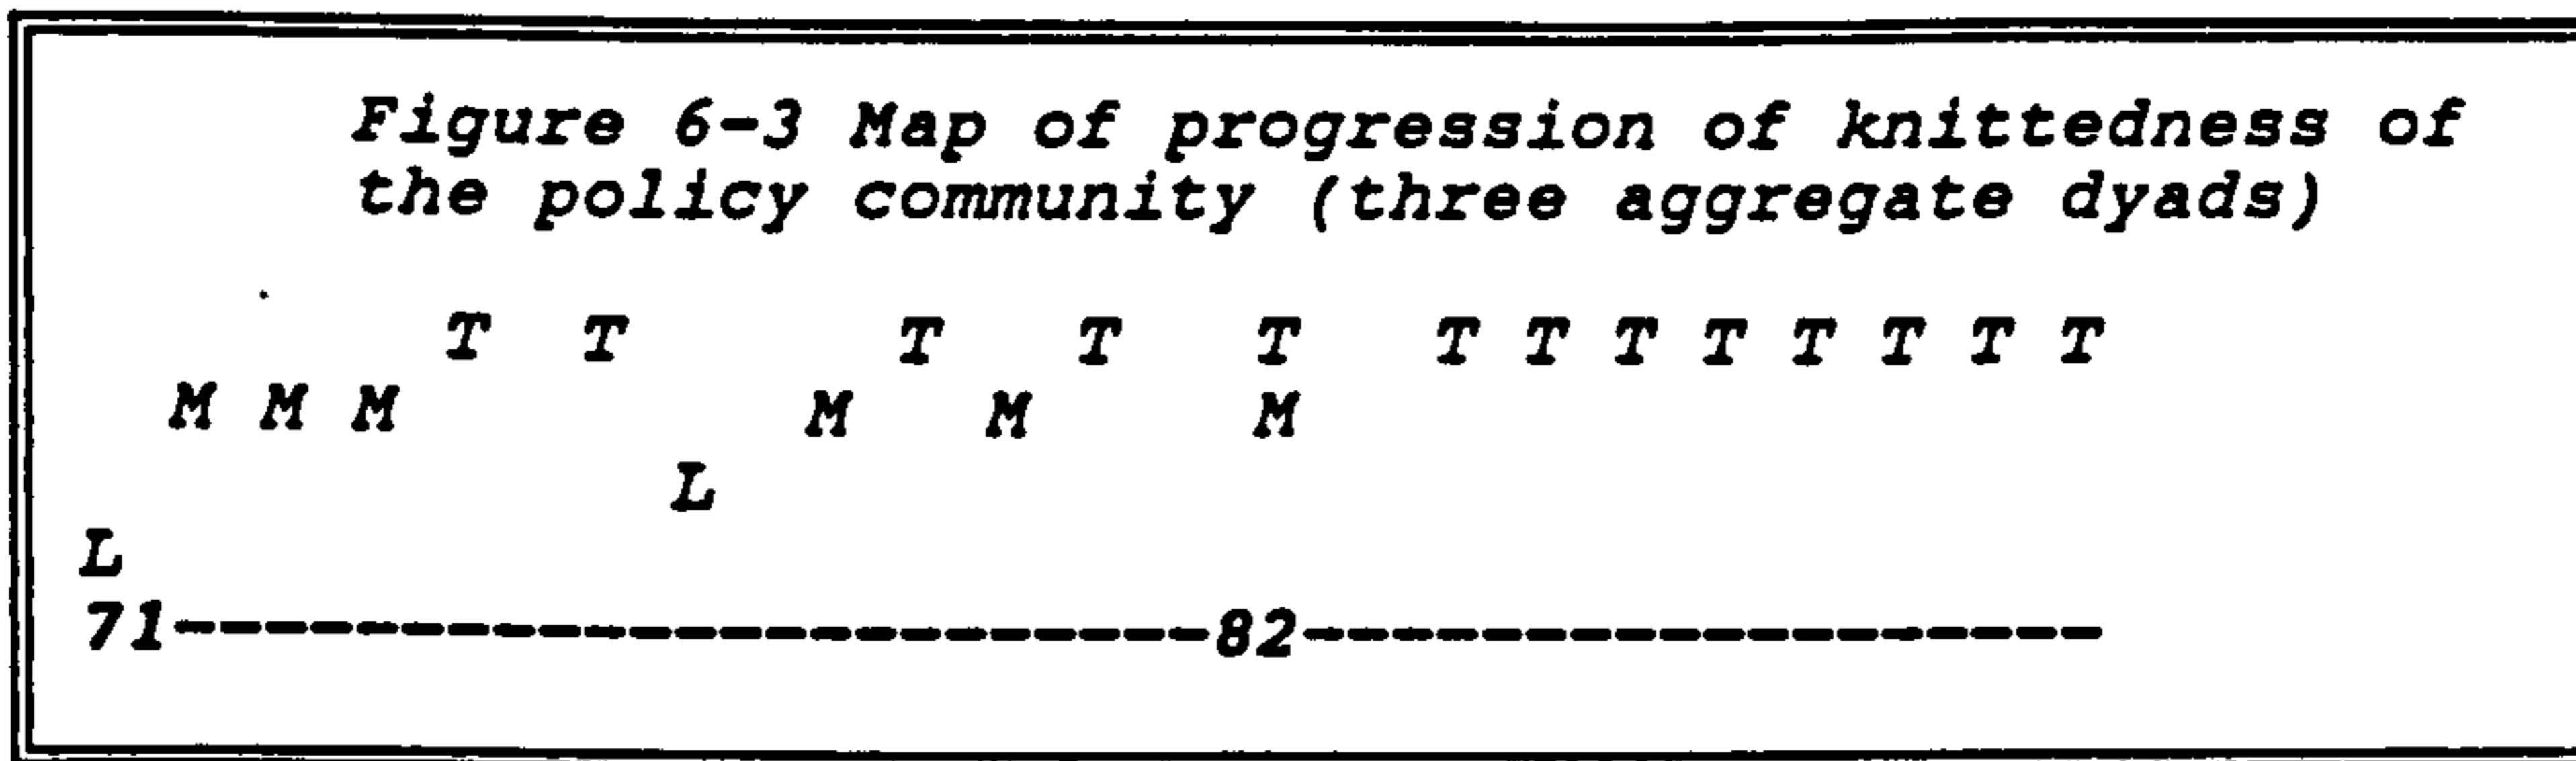 Figure 6-3 Map of progression of knittedness of
the policy community (three aggregate dyads)
T T T T T T T T T T T T T
M M M M M M
L
L
71------------------------82------------------